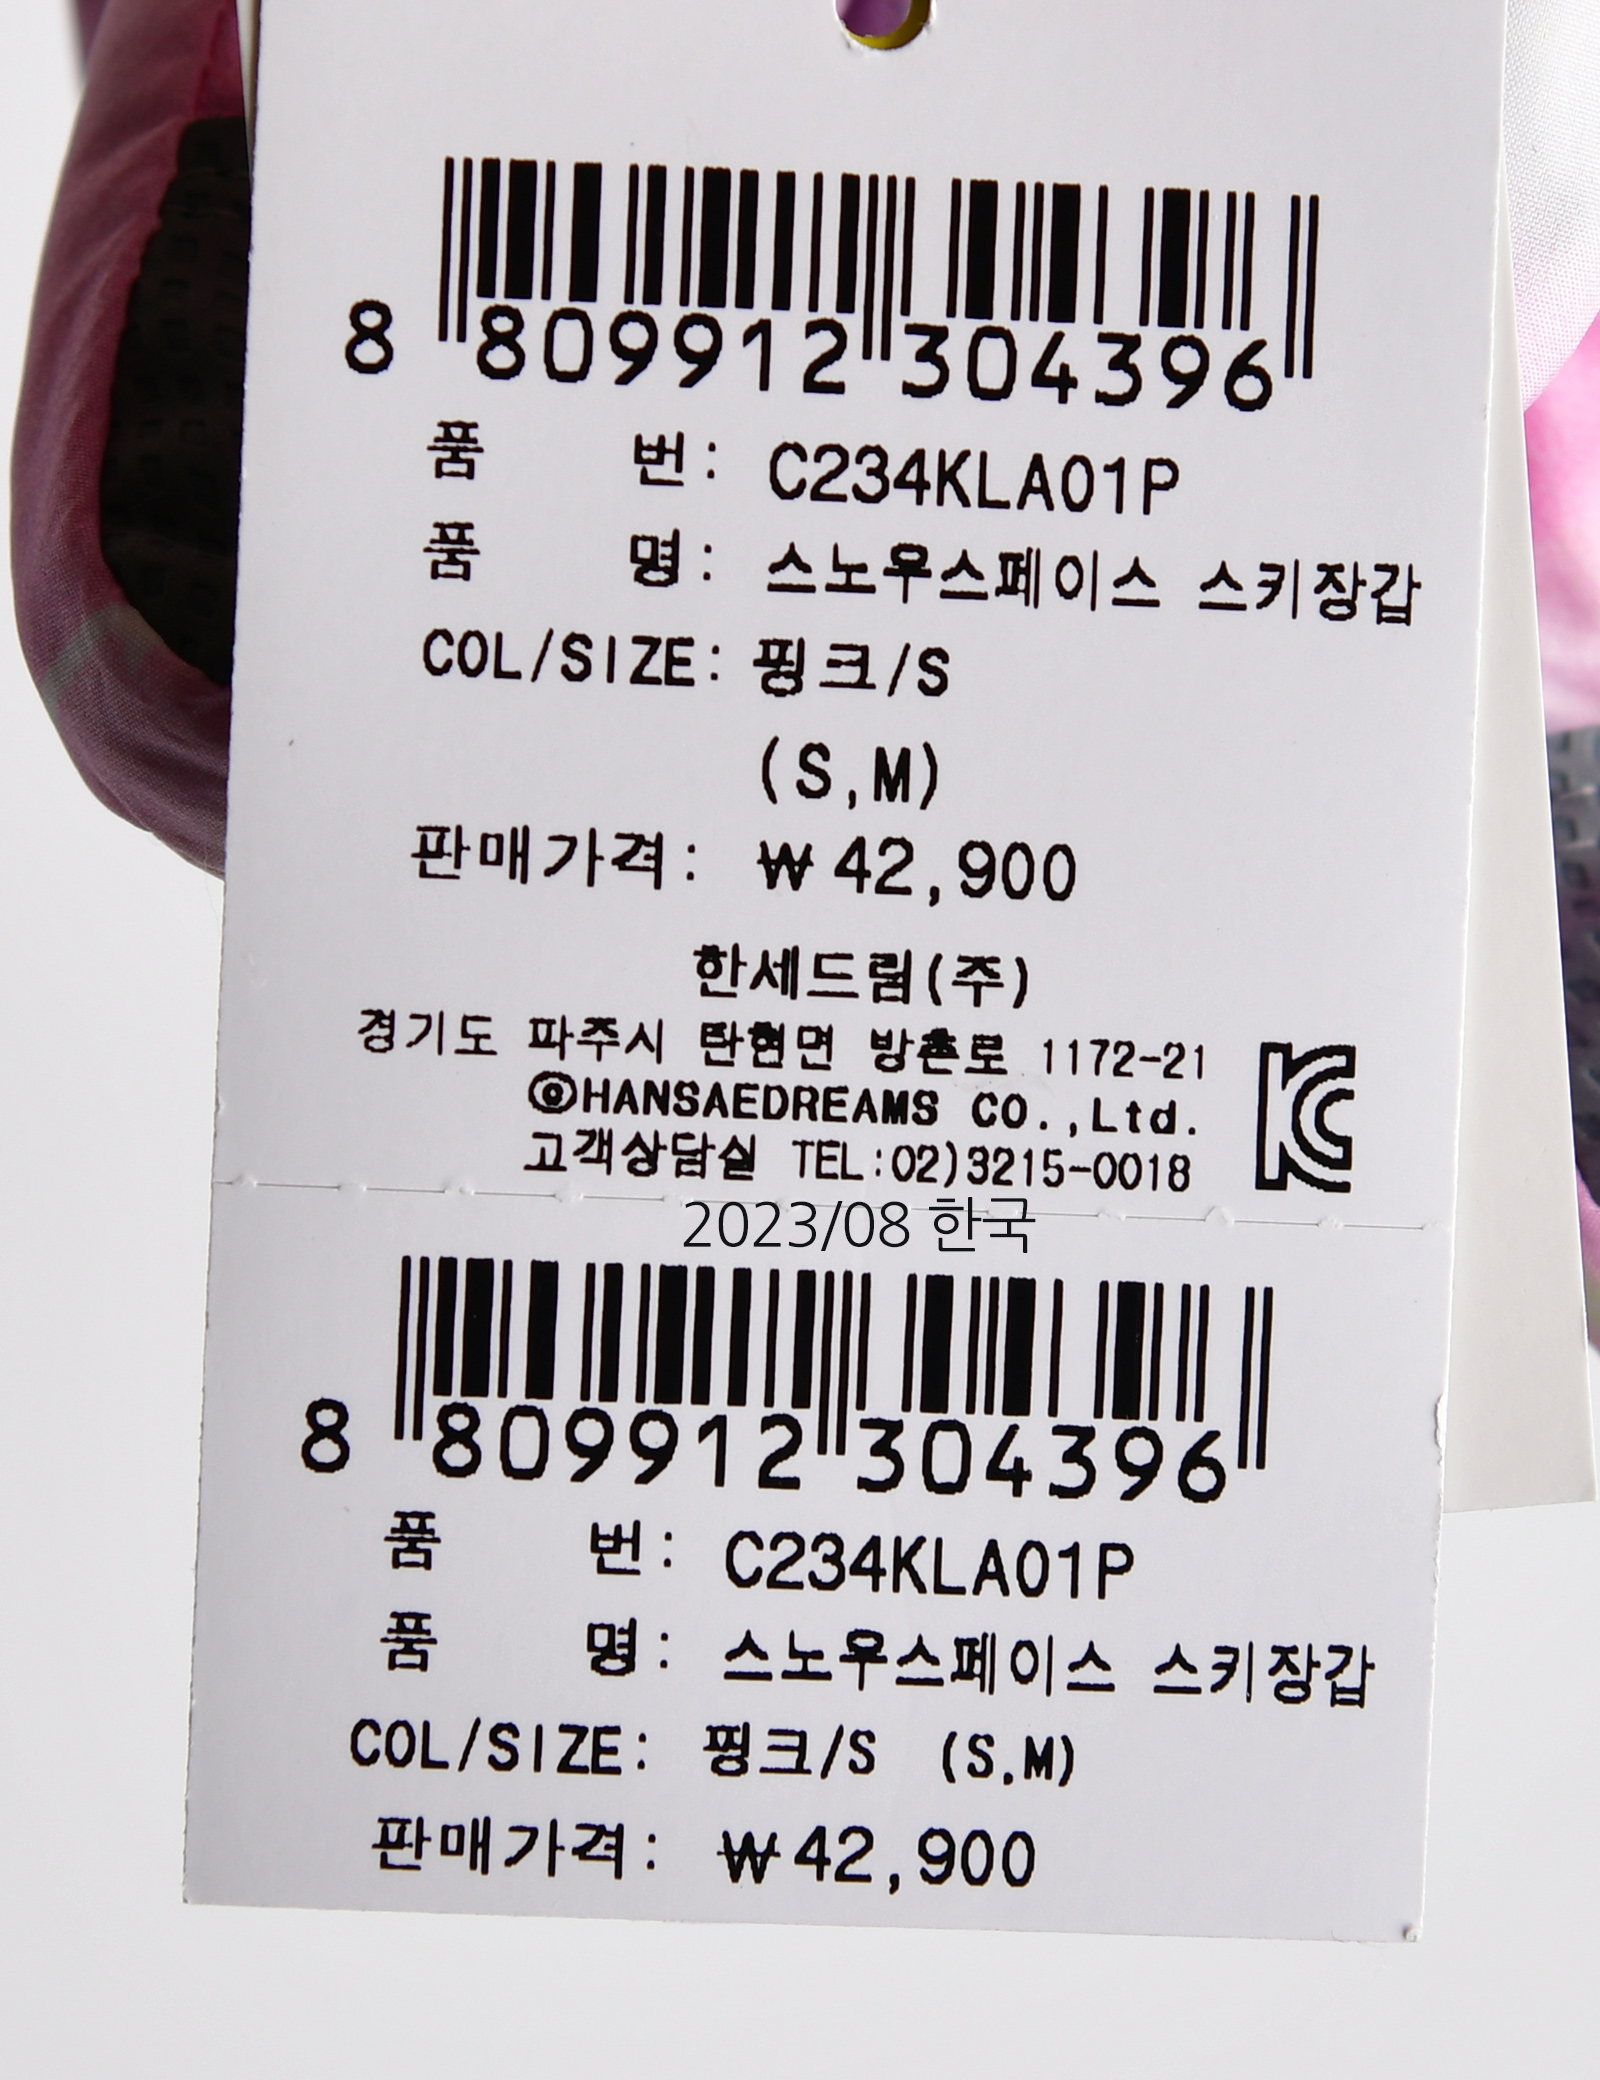 8 809912 304396
품 번: C234KLA01P
품 명: 스노우스페이스 스키장갑
COL/SIZE: 핑크/S
(S,M)
판매가격: ₩42,900
한세드림(주)
경기도 파주시 탄현면 방촌로 1172-21
@HANSAEDREAMS CO.,Ltd.
고객상담실 TEL:02)3215-0018
KC
2023/08 한국
8 809912 304396
품 번: C234KLA01P
품 명: 스노우스페이스 스키장갑
COL/SIZE: 핑크/S (S.M)
판매가격: ₩42,900